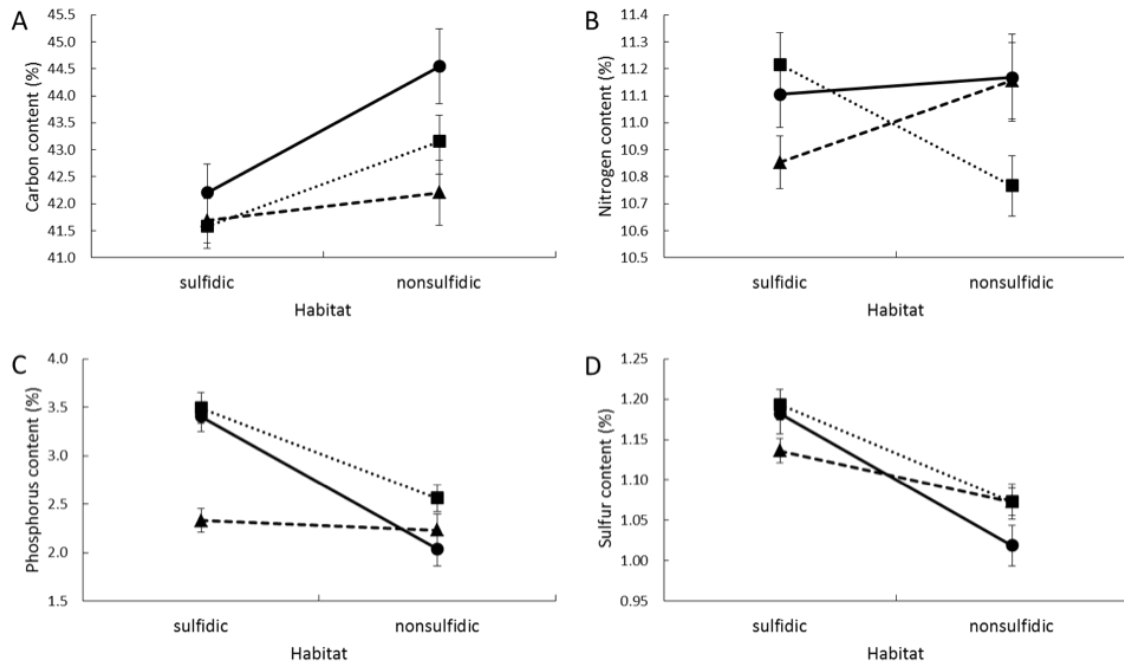 A
Carbon content (%)
45.5
45.0
44.5
44.0
43.5
43.0
42.5
42.0
41.5
41.0
sulfidic
nonsulfidic
Habitat
B
Nitrogen content (%)
11.4
11.3
11.2
11.1
11.0
10.9
10.8
10.7
10.6
10.5
sulfidic
nonsulfidic
Habitat
C
Phosphorus content (%)
4.0
3.5
3.0
2.5
2.0
1.5
sulfidic
nonsulfidic
Habitat
D
Sulfur content (%)
1.25
1.20
1.15
1.10
1.05
1.00
0.95
sulfidic
nonsulfidic
Habitat